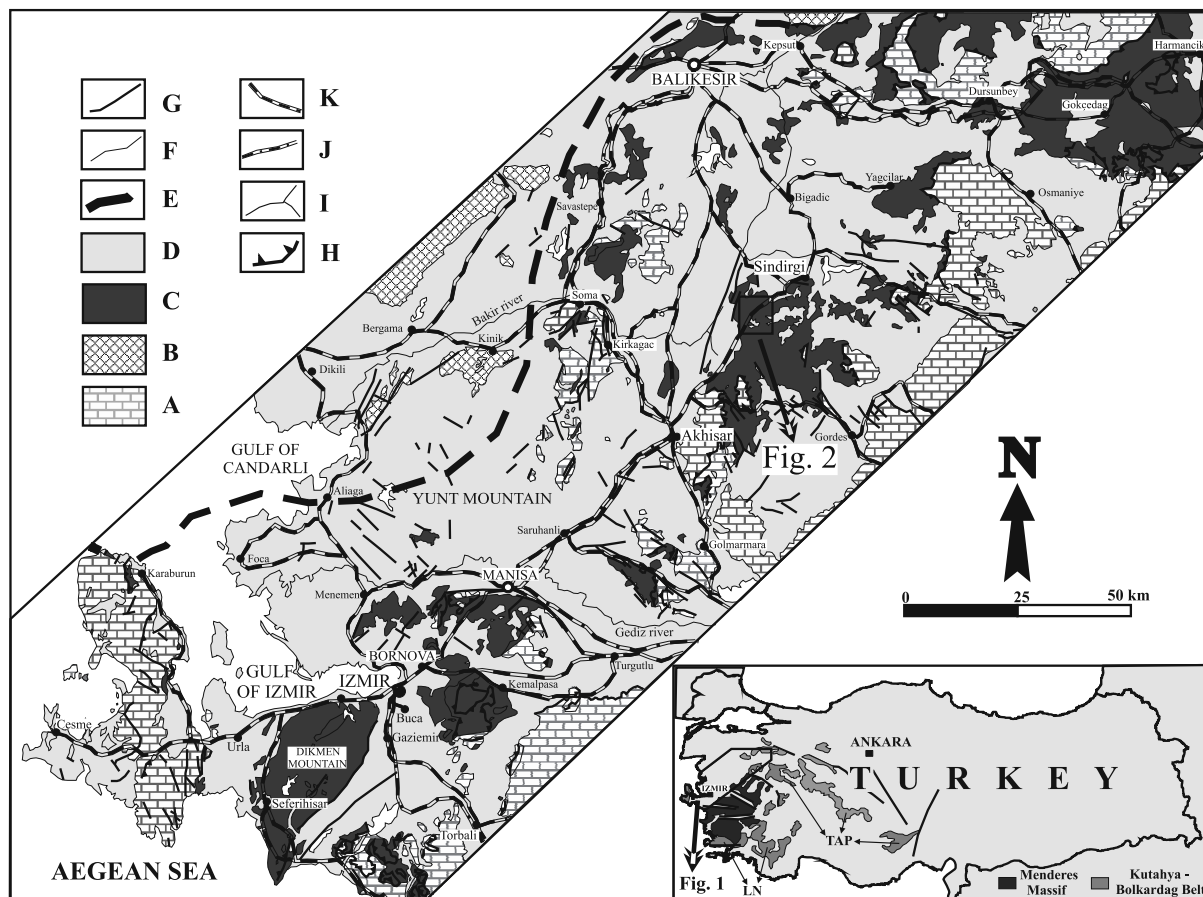 G
F
E
D
C
B
A
K
J
I
H
Kepsut
BALIKESIR
Harmancik
Dursunbey
Gokçedag
Yagcilar
Osmaniye
Bigadic
Savastepe
Sindirgi
Soma
Bakir river
Bergama
Kinik
Kirkagac
Dikili
Akhisar
Gordes
Fig. 2
GULF OF
CANDARLI
Aliaga
YUNT MOUNTAIN
Saruhanli
Golmarmara
Foca
Karaburun
MANISA
Menemen
Gediz river
BORNOVA
Turgutlu
GULF
OF IZMIR
IZMIR
Kemalpasa
Buca
Cesme
Urla
Gaziemir
DIKMEN
MOUNTAIN
Seferihisar
Torbali
AEGEAN SEA
N
0 25 50 km
ANKARA
TURKEY
IZMIR
TAP
Fig. 1
LN
Menderes
Massif
Kutahya -
Bolkardag Belt